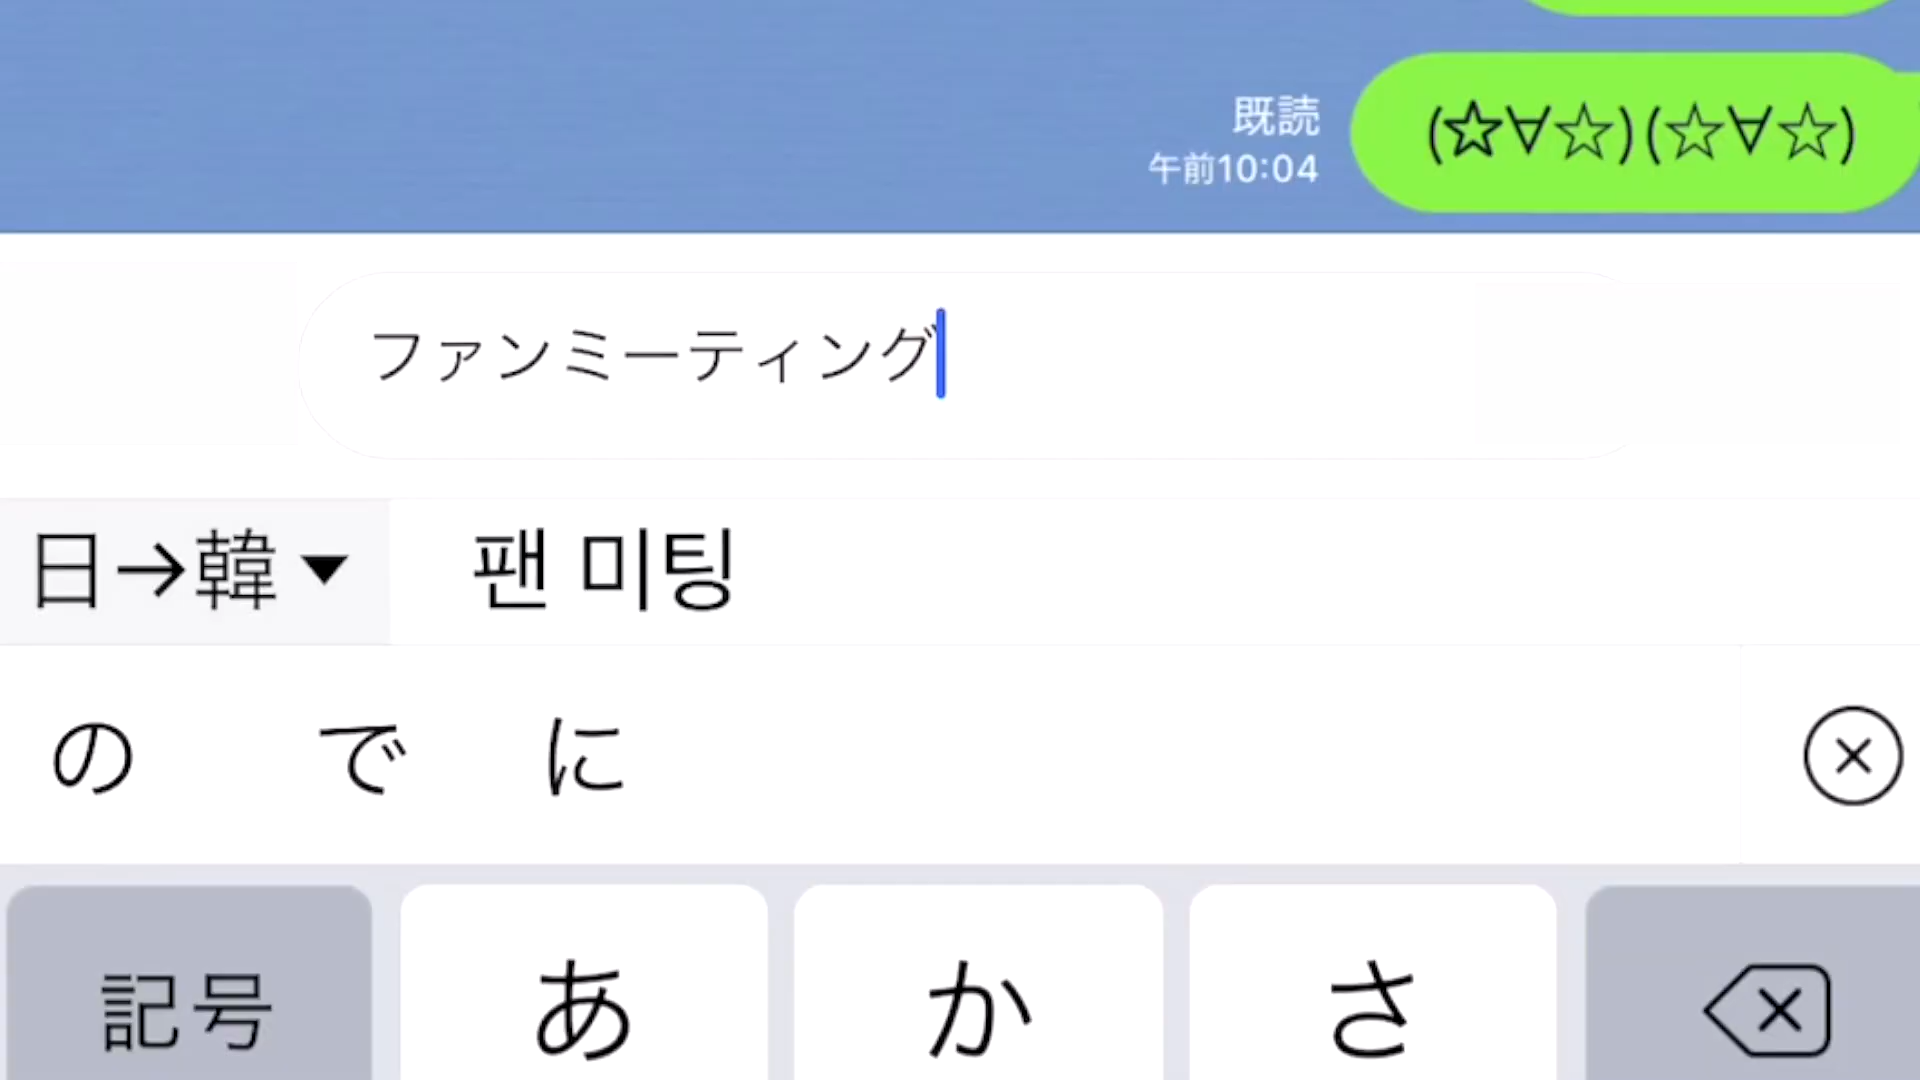 既読
午前10:04
(☆∀☆)(☆∀☆)
ファンミーティング
日→韓▼
팬 미팅
の で に
記号 あ か さ